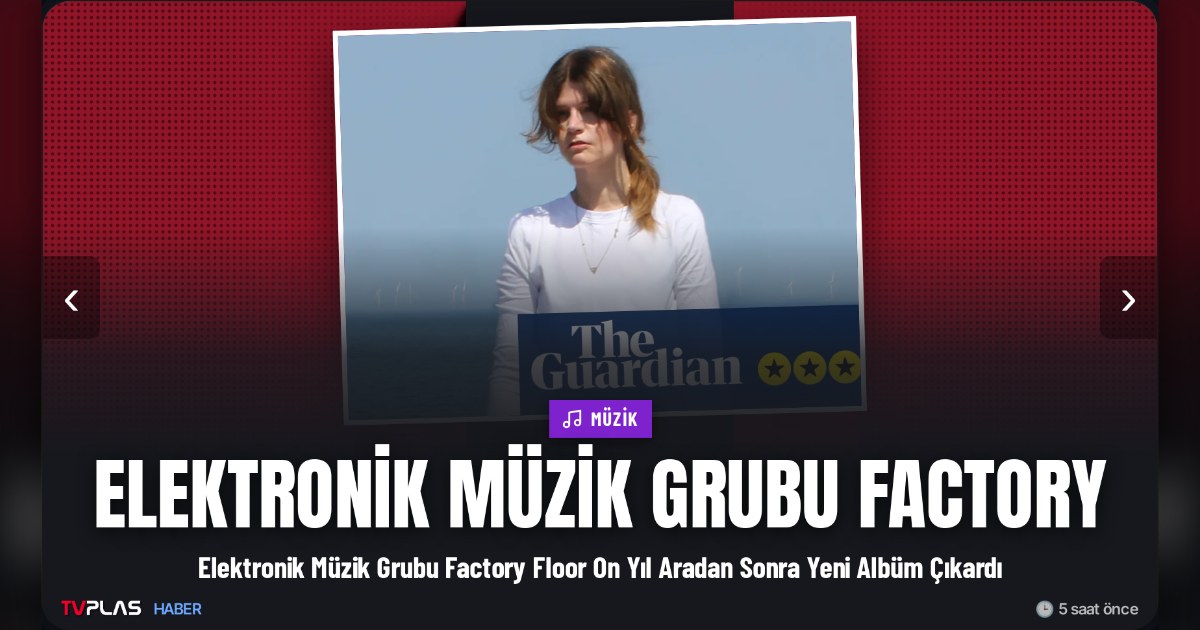 The
Guardian
MÜZİK
ELEKTRONİK MÜZİK GRUBU FACTORY
Elektronik Müzik Grubu Factory Floor On Yıl Aradan Sonra Yeni Albüm Çıkardı
TVPLAS HABER
5 saat önce